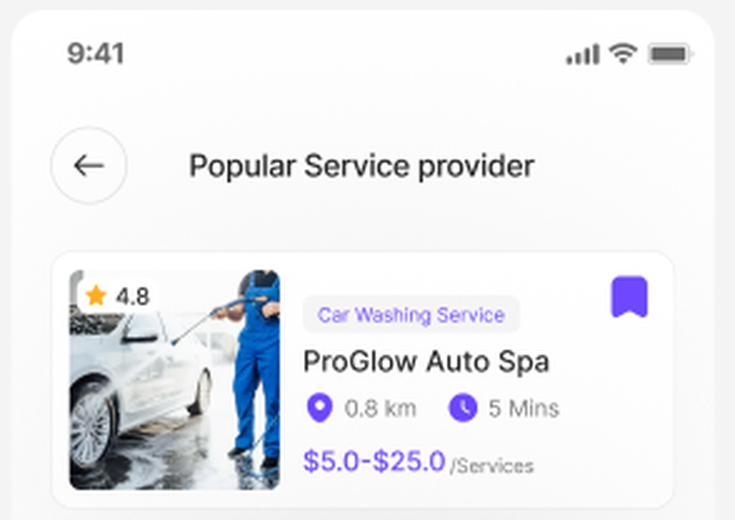 9:41
Popular Service provider
4.8
Car Washing Service
ProGlow Auto Spa
0.8 km 5 Mins
$5.0-$25.0 /Services